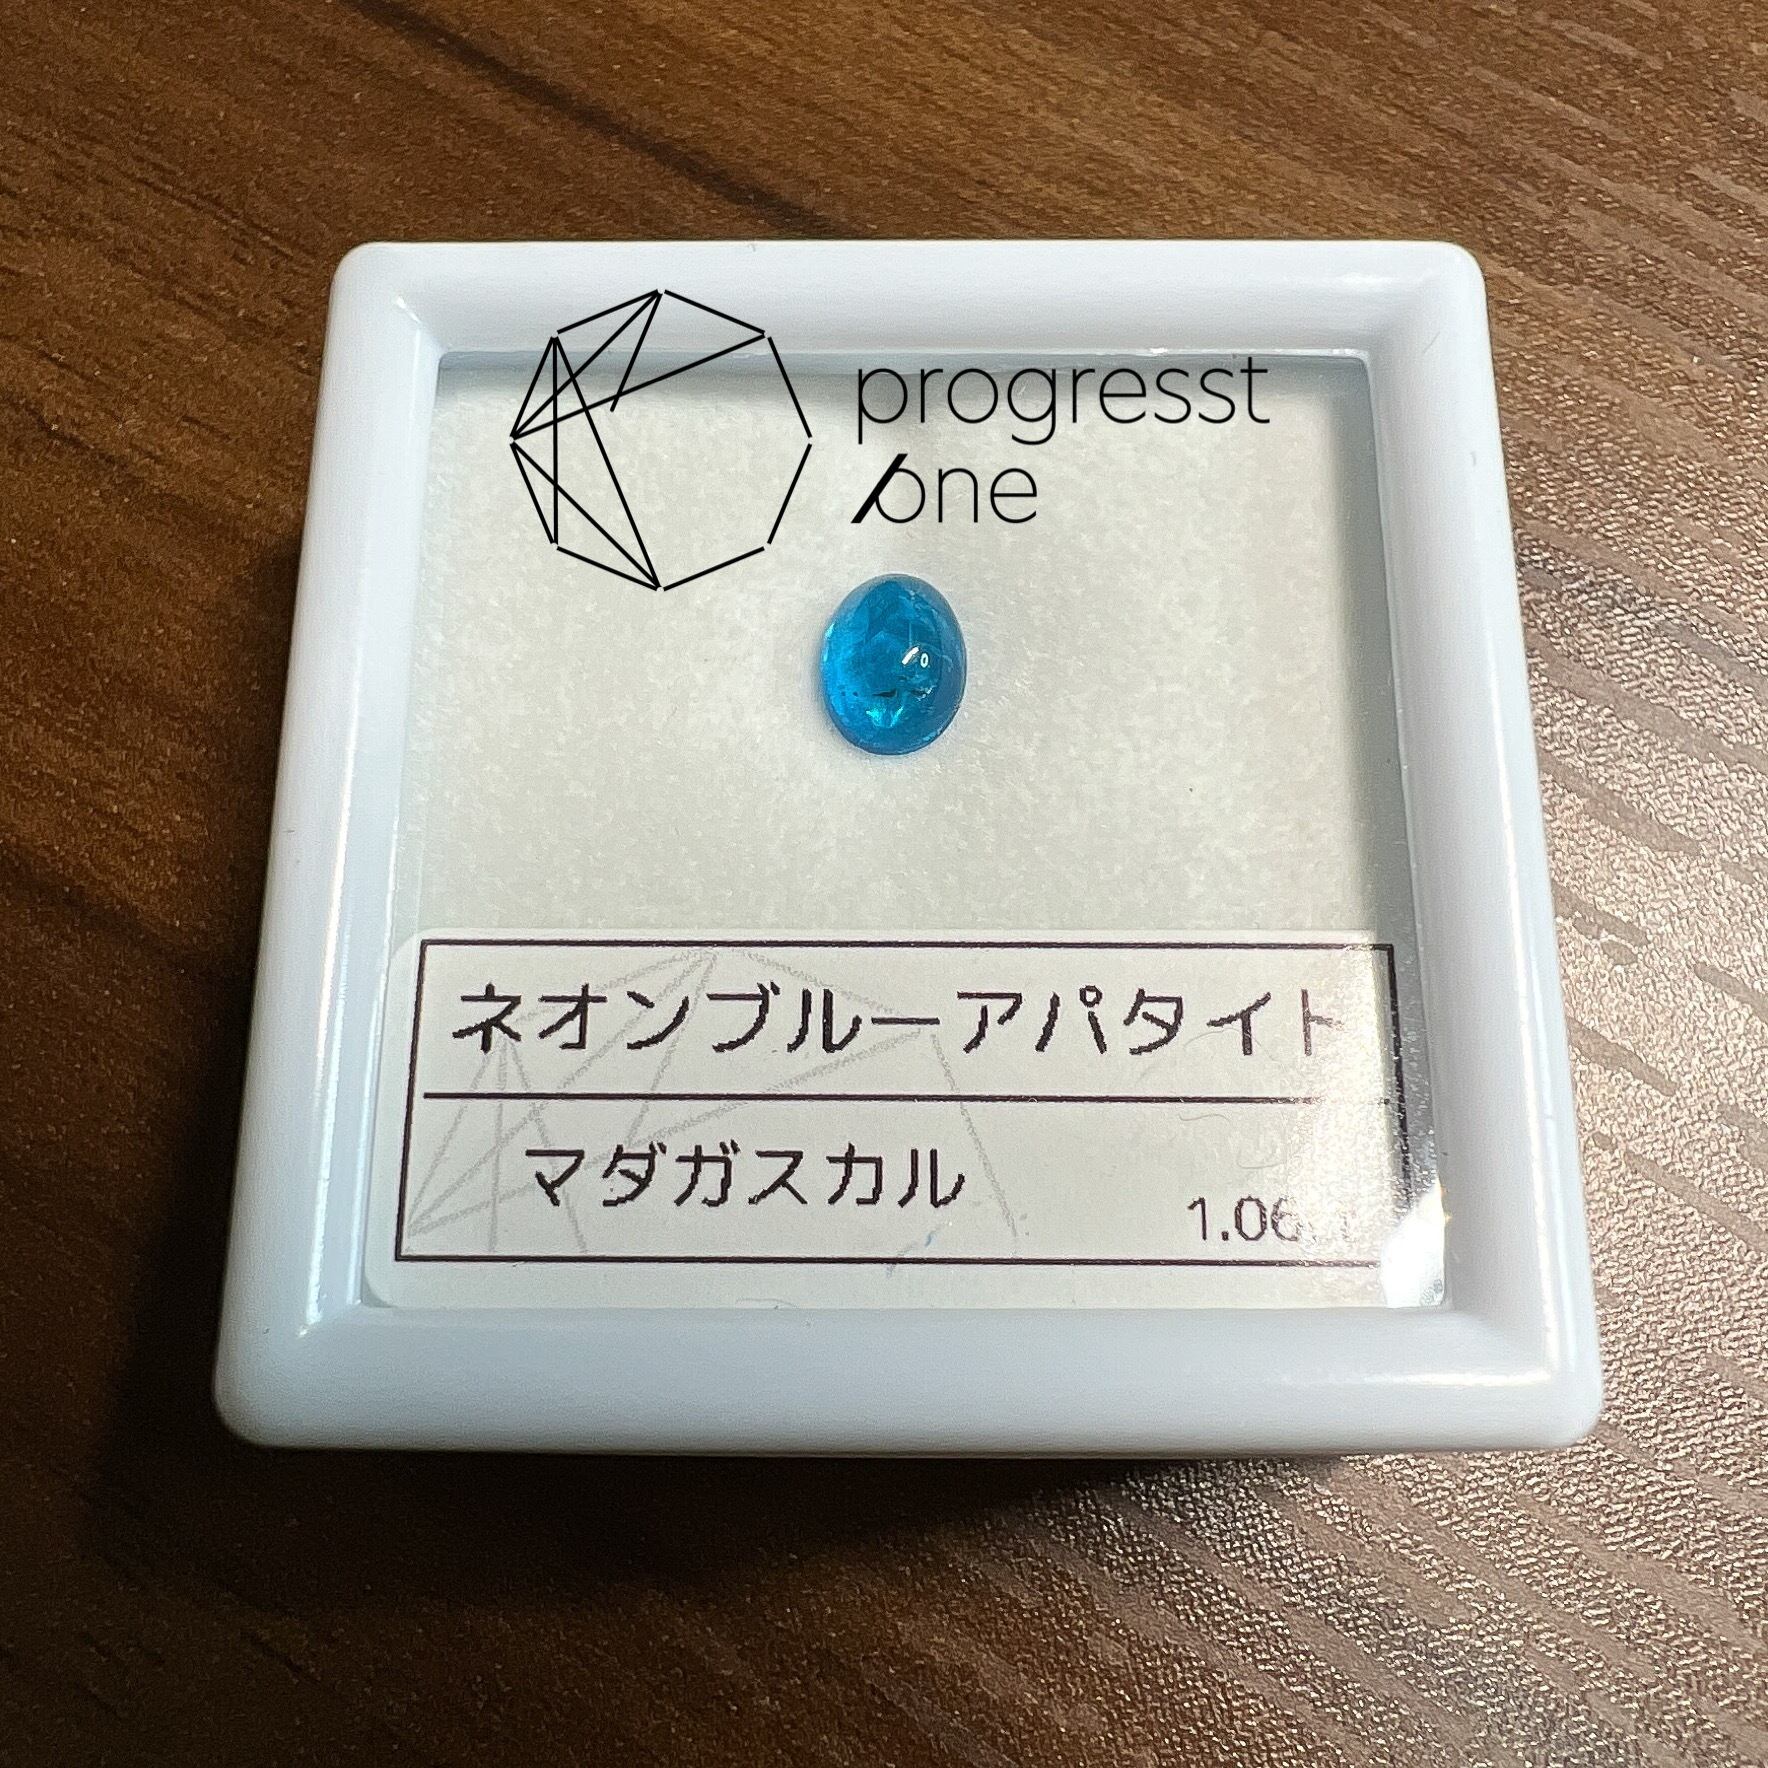 progresst
one
ネオンブルーアパタイト
マダガスカル